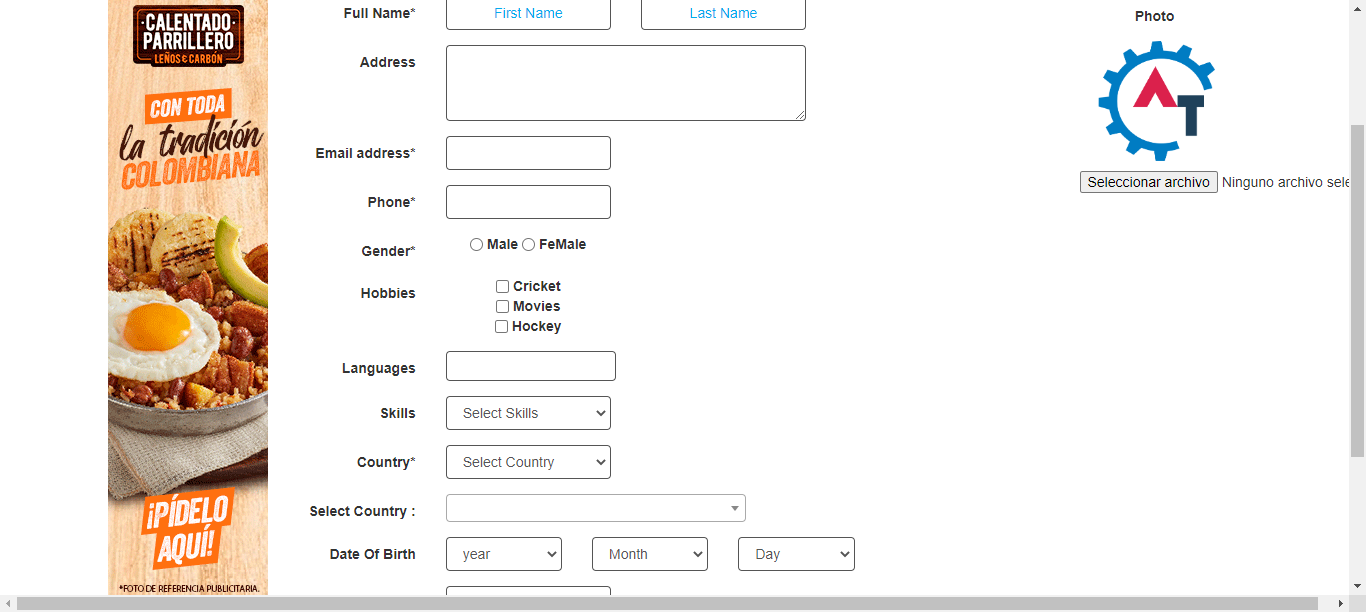 ·CALENTADO·
PARRILLERO
LEÑOS & CARBÓN
CON TODA
la tradición
COLOMBIANA
¡PÍDELO
AQUÍ!
*FOTO DE REFERENCIA PUBLICITARIA.
Full Name* First Name Last Name
Address
Email address*
Phone*
Gender* Male FeMale
Hobbies Cricket
Movies
Hockey
Languages
Skills Select Skills
Country* Select Country
Select Country :
Date Of Birth year Month Day
Photo
AT
Seleccionar archivo Ninguno archivo sele